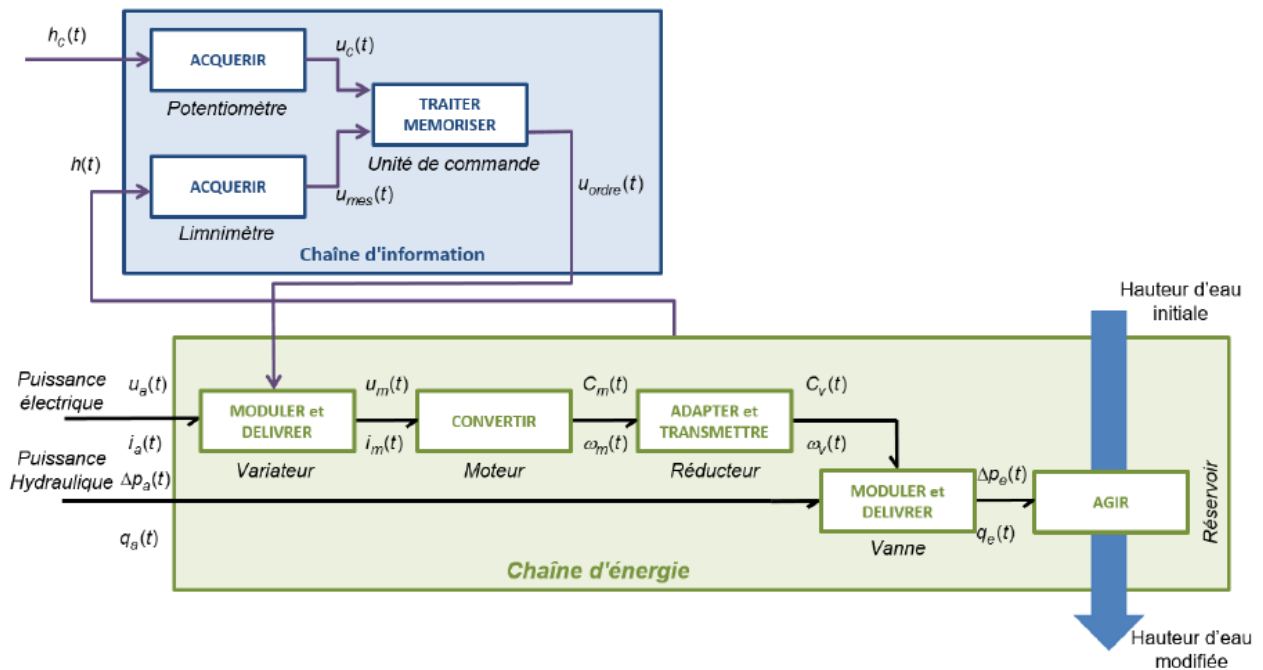 h_c(t)
ACQUERIR
u_c(t)
Potentiomètre
TRAITER
MEMORISER
h(t)
ACQUERIR
Unité de commande
u_mes(t)
u_ordre(t)
Limnimètre
Chaîne d'information
Hauteur d'eau
initiale
Puissance
électrique
u_a(t)
i_a(t)
MODULER et
DELIVRER
Variateur
u_m(t)
i_m(t)
CONVERTIR
Moteur
C_m(t)
ω_m(t)
ADAPTER et
TRANSMETTRE
Réducteur
C_v(t)
ω_v(t)
Puissance
Hydraulique
Δp_a(t)
q_a(t)
MODULER et
DELIVRER
Vanne
Δp_e(t)
q_e(t)
AGIR
Réservoir
Chaîne d'énergie
Hauteur d'eau
modifiée